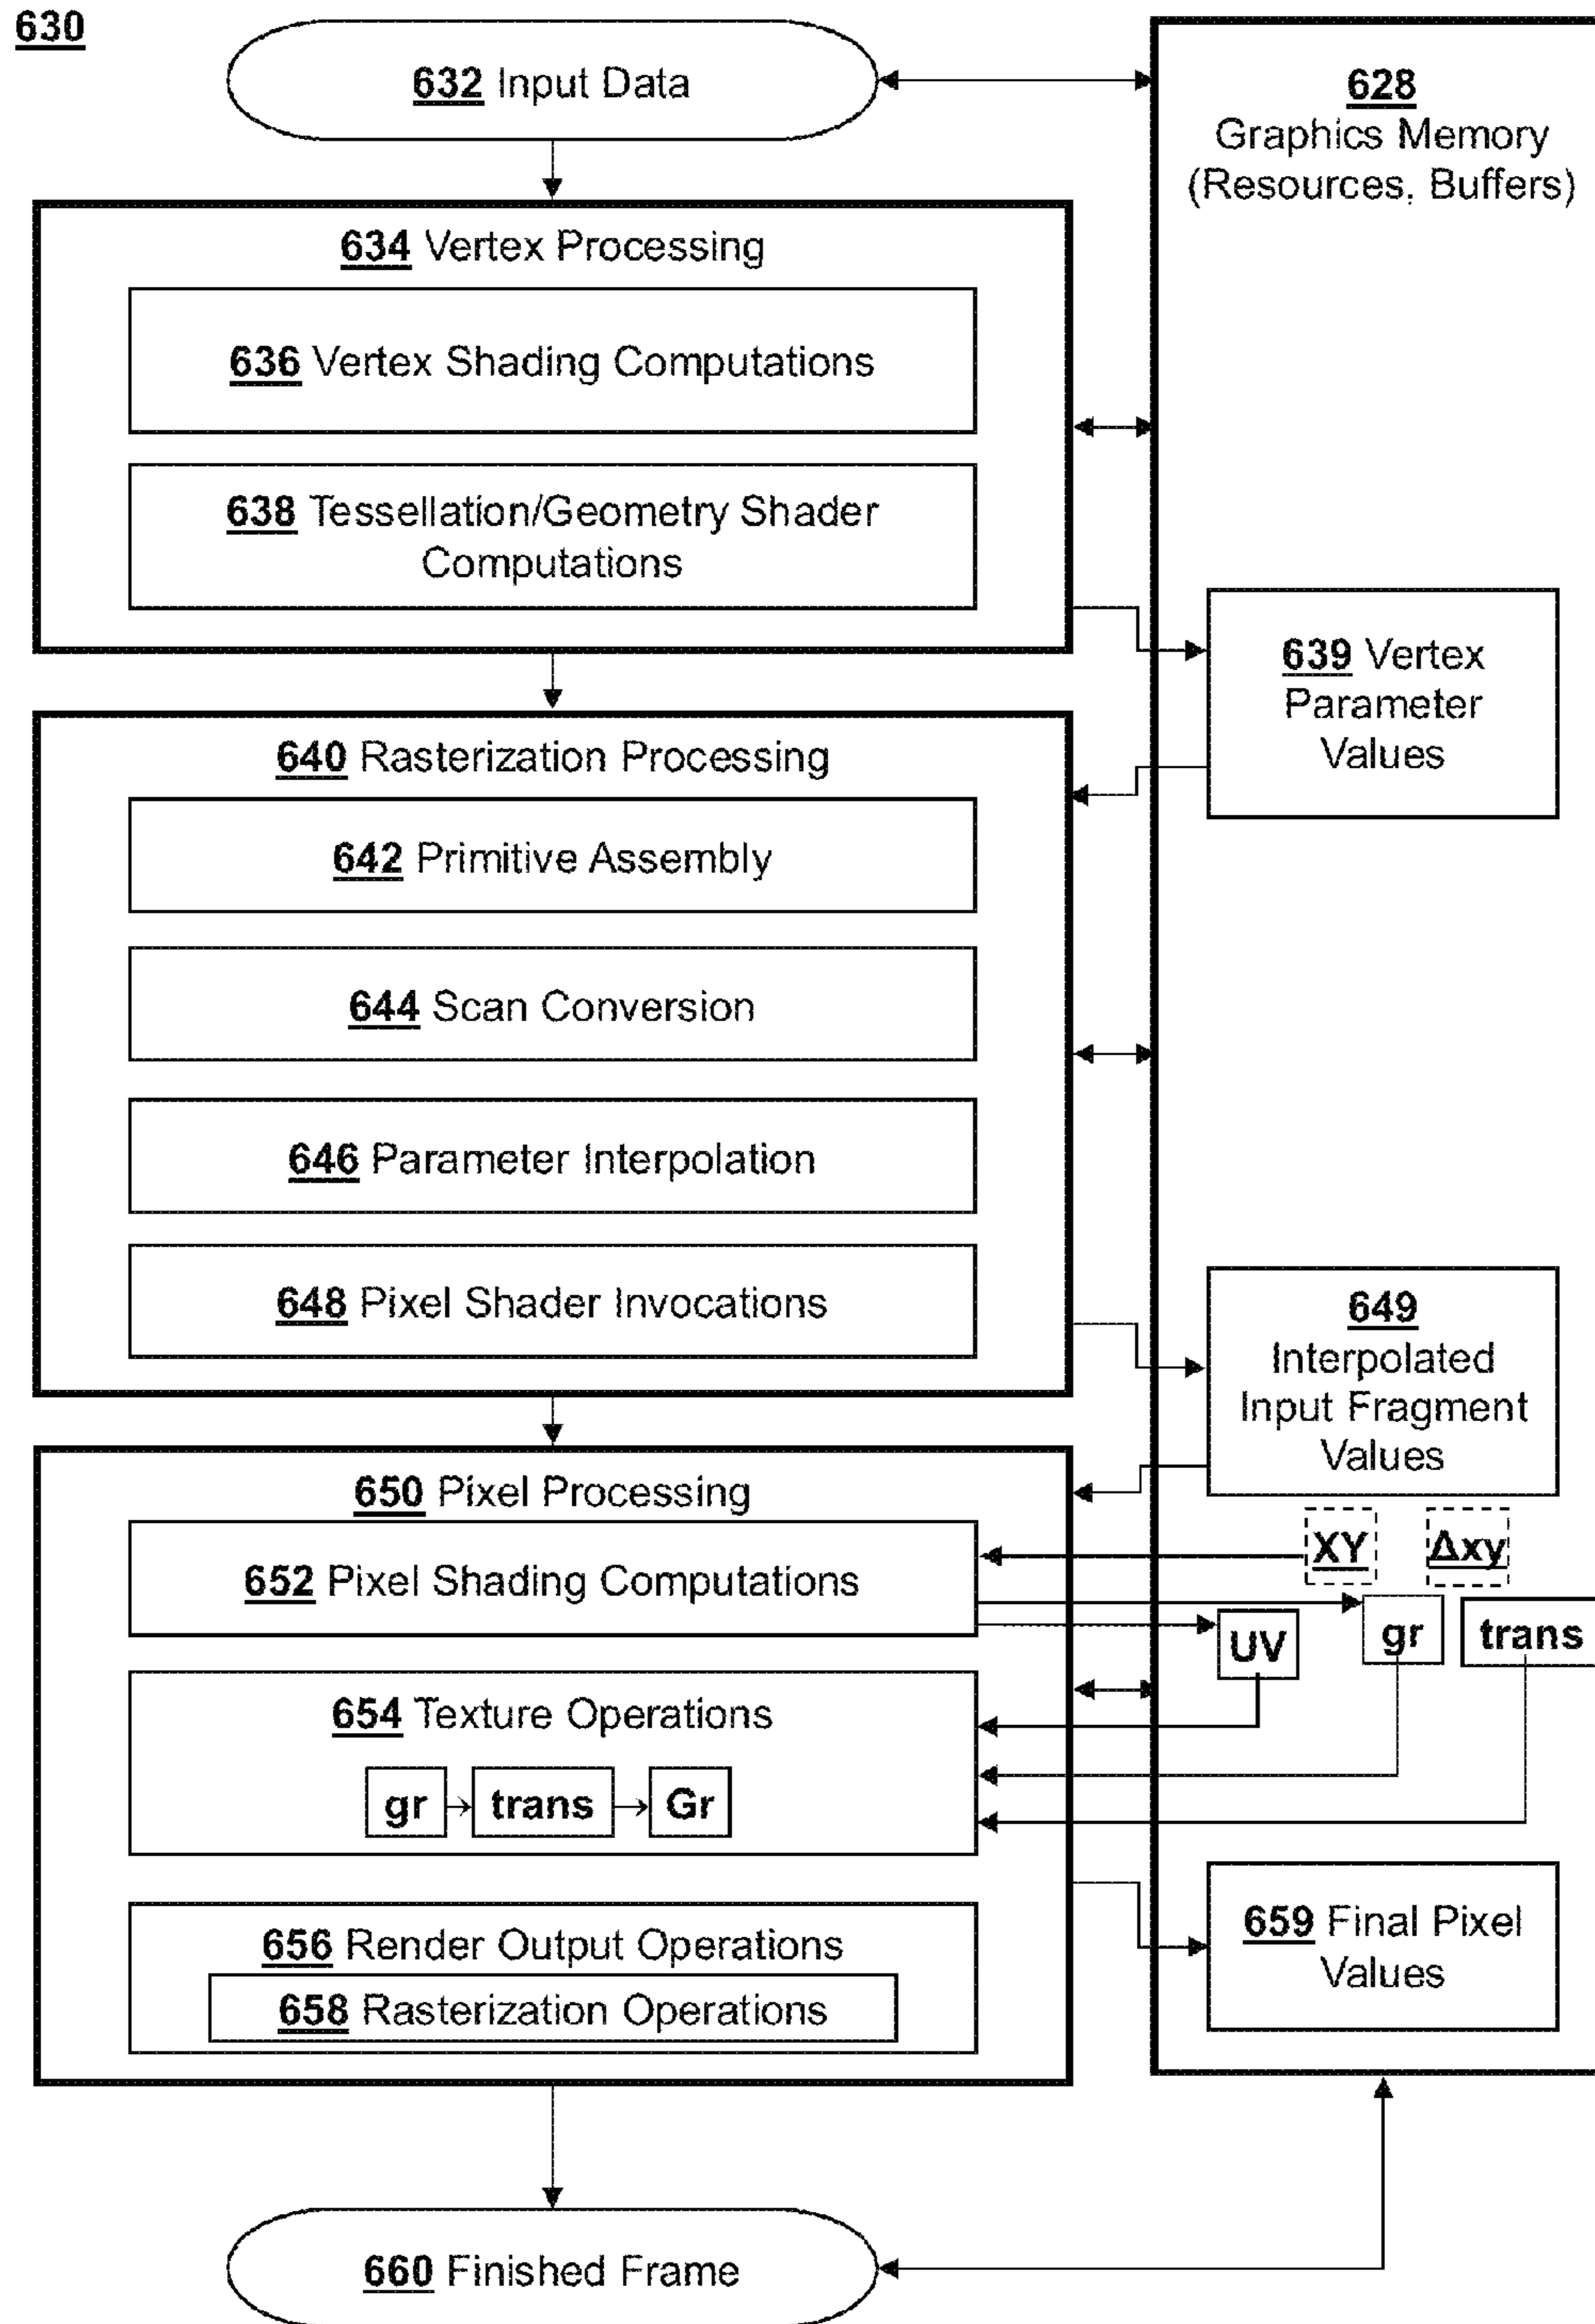 630
632 Input Data
628
Graphics Memory
(Resources, Buffers)
634 Vertex Processing
636 Vertex Shading Computations
638 Tessellation/Geometry Shader
Computations
639 Vertex
Parameter
Values
640 Rasterization Processing
642 Primitive Assembly
644 Scan Conversion
646 Parameter Interpolation
648 Pixel Shader Invocations
649
Interpolated
Input Fragment
Values
650 Pixel Processing
652 Pixel Shading Computations
XY
Δxy
UV
gr
trans
654 Texture Operations
gr
trans
Gr
656 Render Output Operations
658 Rasterization Operations
659 Final Pixel
Values
660 Finished Frame